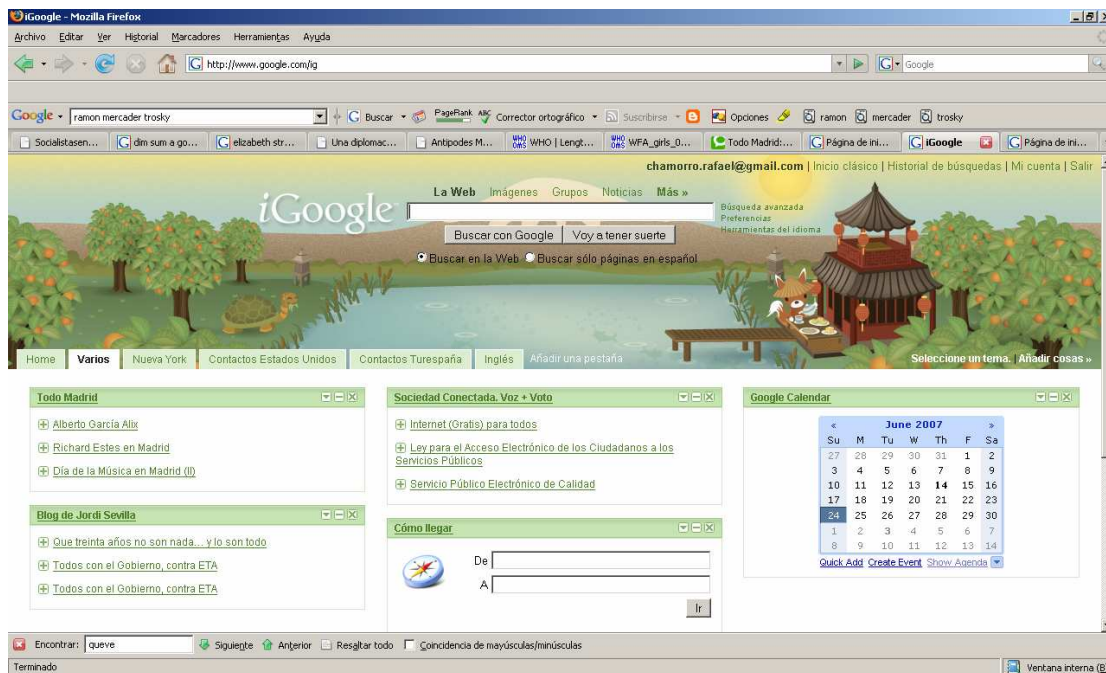 iGoogle - Mozilla Firefox
Archivo Editar Ver Historial Marcadores Herramientas Ayuda
http://www.google.com/ig
Google
Google ramon mercader trosky Buscar PageRank Corrector ortográfico Suscribirse Opciones ramon mercader trosky
Socialistasen... dim sum a go... elizabeth str... Una diplomac... Antipodes M... WHO | Lengt... WFA_girls_0... Todo Madrid:... Página de ini... iGoogle Página de ini...
chamorro.rafael@gmail.com | Inicio clásico | Historial de búsquedas | Mi cuenta | Salir
iGoogle
La Web Imágenes Grupos Noticias Más »
Búsqueda avanzada
Preferencias
Herramientas del idioma
Buscar con Google Voy a tener suerte
Buscar en la Web Buscar sólo páginas en español
Home Varios Nueva York Contactos Estados Unidos Contactos Turespaña Inglés Añadir una pestaña
Seleccione un tema. | Añadir cosas »
Todo Madrid
Alberto García Alix
Richard Estes en Madrid
Día de la Música en Madrid (II)
Blog de Jordi Sevilla
Que treinta años no son nada... y lo son todo
Todos con el Gobierno, contra ETA
Todos con el Gobierno, contra ETA
Sociedad Conectada. Voz + Voto
Internet (Gratis) para todos
Ley para el Acceso Electrónico de los Ciudadanos a los
Servicios Públicos
Servicio Público Electrónico de Calidad
Cómo llegar
De
A
Ir
Google Calendar
« June 2007 »
Su M Tu W Th F Sa
27 28 29 30 31 1 2
3 4 5 6 7 8 9
10 11 12 13 14 15 16
17 18 19 20 21 22 23
24 25 26 27 28 29 30
1 2 3 4 5 6 7
8 9 10 11 12 13 14
Quick Add Create Event Show Agenda
Encontrar: queve Siguiente Anterior Resaltar todo Coincidencia de mayúsculas/minúsculas
Terminado
Ventana interna (B